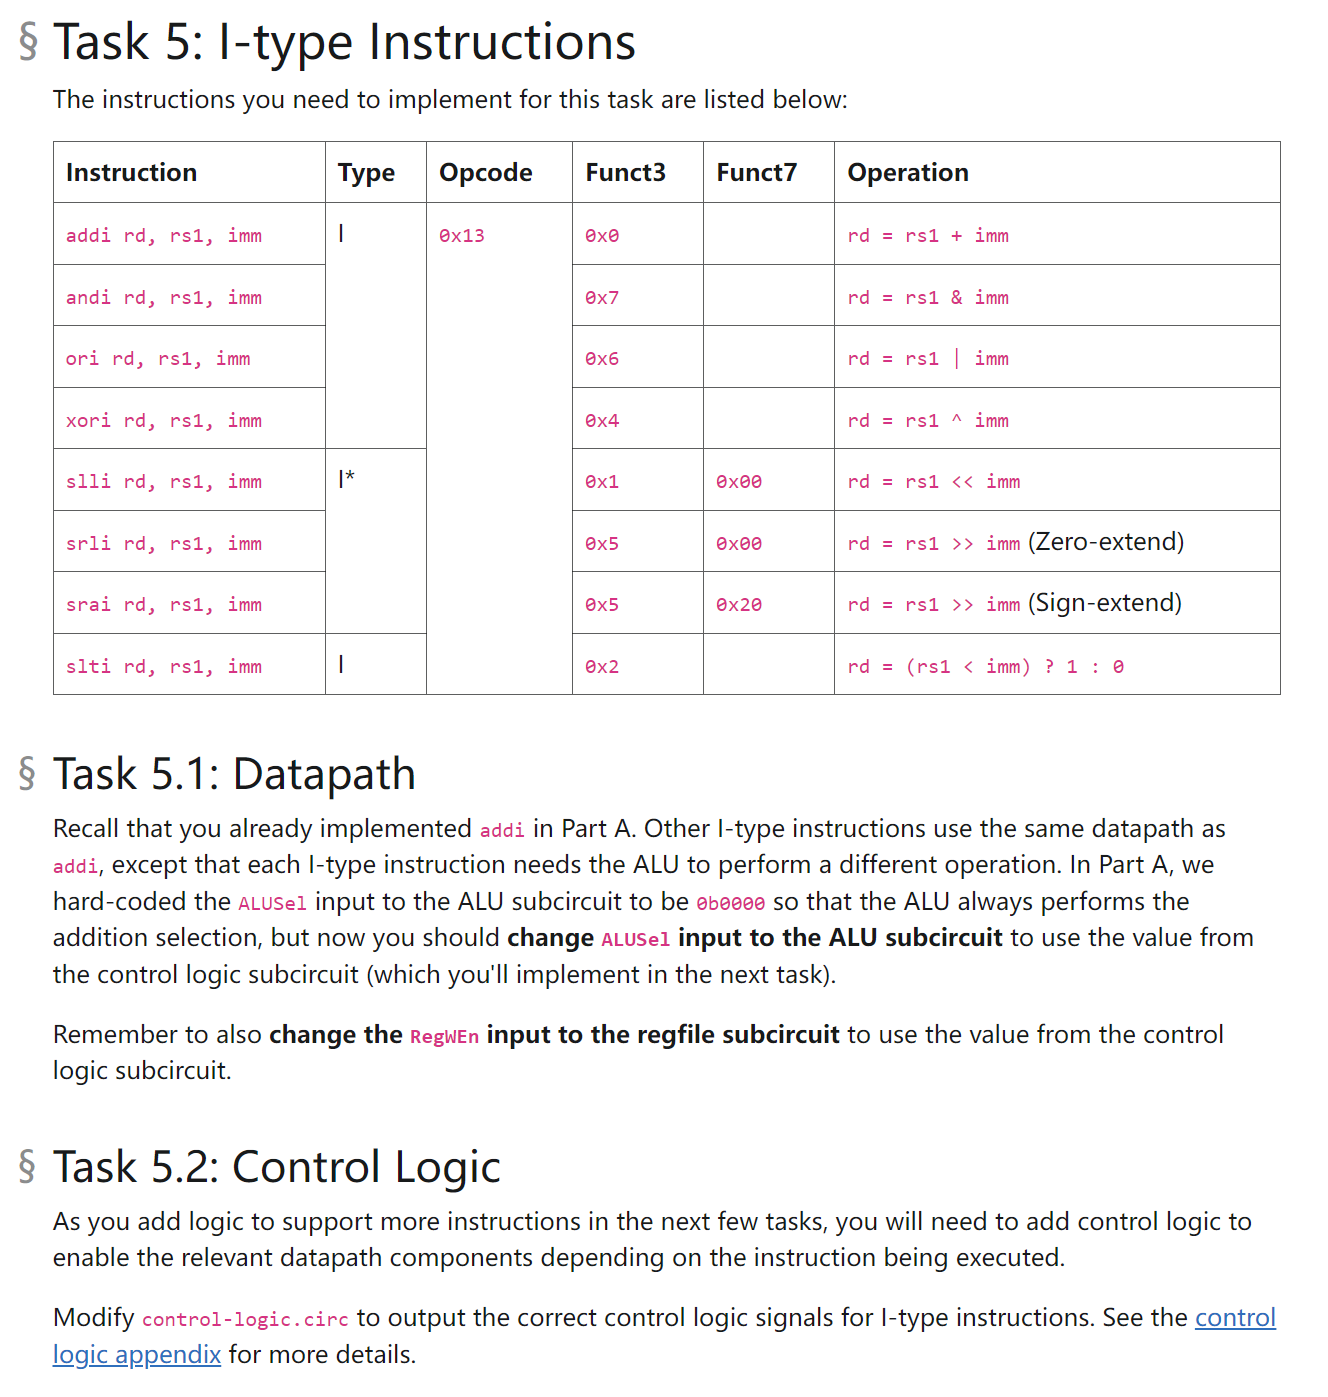 § Task 5: I-type Instructions
The instructions you need to implement for this task are listed below:
Instruction Type Opcode Funct3 Funct7 Operation
addi rd, rs1, imm I 0x13 0x0 rd = rs1 + imm
andi rd, rs1, imm 0x7 rd = rs1 & imm
ori rd, rs1, imm 0x6 rd = rs1 | imm
xori rd, rs1, imm 0x4 rd = rs1 ^ imm
slli rd, rs1, imm I* 0x1 0x00 rd = rs1 << imm
srli rd, rs1, imm 0x5 0x00 rd = rs1 >> imm (Zero-extend)
srai rd, rs1, imm 0x5 0x20 rd = rs1 >> imm (Sign-extend)
slti rd, rs1, imm I 0x2 rd = (rs1 < imm) ? 1 : 0
§ Task 5.1: Datapath
Recall that you already implemented addi in Part A. Other I-type instructions use the same datapath as
addi, except that each I-type instruction needs the ALU to perform a different operation. In Part A, we
hard-coded the ALUSel input to the ALU subcircuit to be 0b0000 so that the ALU always performs the
addition selection, but now you should change ALUSel input to the ALU subcircuit to use the value from
the control logic subcircuit (which you'll implement in the next task).
Remember to also change the RegWEn input to the regfile subcircuit to use the value from the control
logic subcircuit.
§ Task 5.2: Control Logic
As you add logic to support more instructions in the next few tasks, you will need to add control logic to
enable the relevant datapath components depending on the instruction being executed.
Modify control-logic.circ to output the correct control logic signals for I-type instructions. See the control
logic appendix for more details.